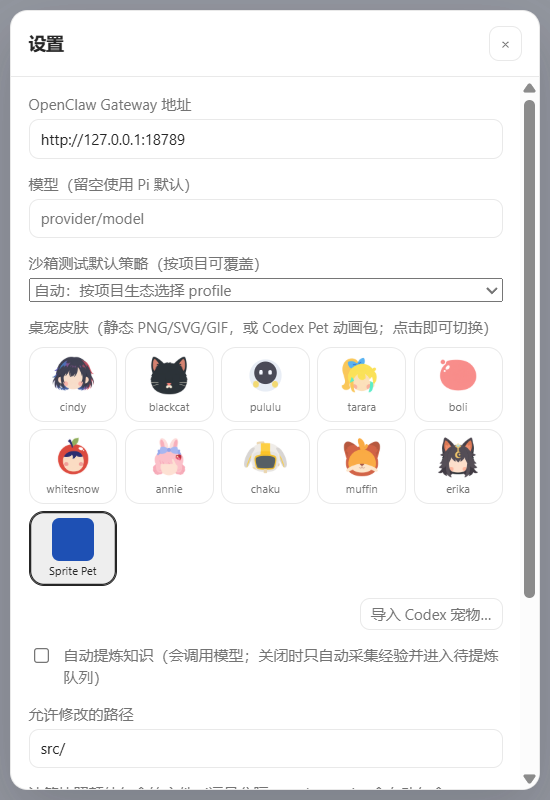 设置
×
OpenClaw Gateway 地址
http://127.0.0.1:18789
模型（留空使用 Pi 默认）
provider/model
沙箱测试默认策略（按项目可覆盖）
自动：按项目生态选择 profile
桌宠皮肤（静态 PNG/SVG/GIF，或 Codex Pet 动画包；点击即可切换）
cindy blackcat pululu tarara boli
whitesnow annie chaku muffin erika
Sprite Pet
导入 Codex 宠物...
自动提炼知识（会调用模型；关闭时只自动采集经验并进入待提炼
队列）
允许修改的路径
src/